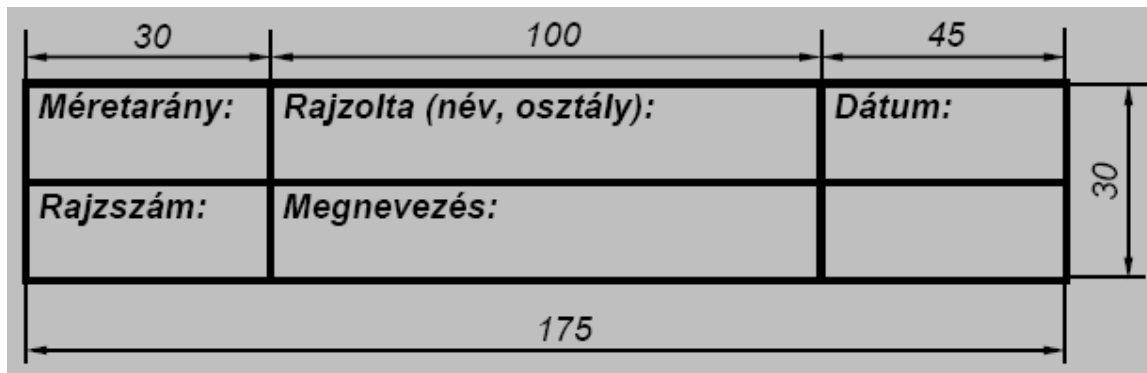 30 100 45
Méretarány: Rajzolta (név, osztály): Dátum:
30
Rajzszám: Megnevezés:
175